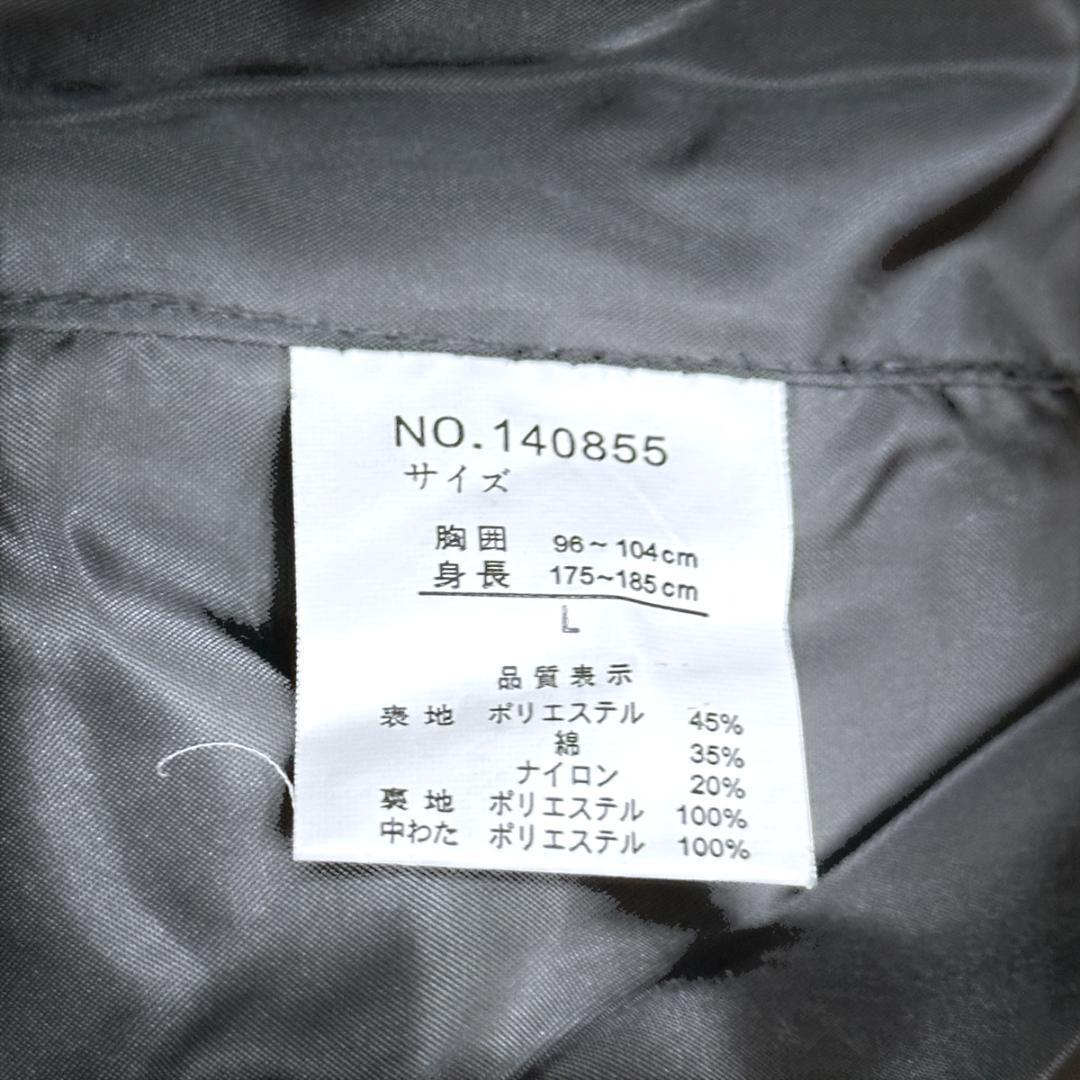 NO.140855
サイズ
胸囲 96~104cm
身長 175~185cm
L
品質表示
表地 ポリエステル 45%
綿 35%
ナイロン 20%
裏地 ポリエステル 100%
中わた ポリエステル 100%